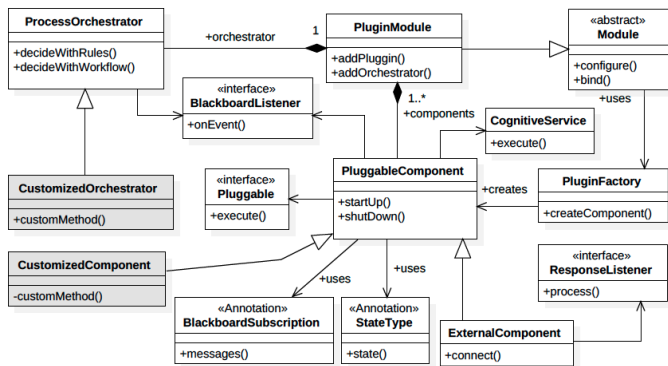 ProcessOrchestrator
+decideWithRules()
+decideWithWorkflow()
+orchestrator
1
PluginModule
+addPluggin()
+addOrchestrator()
«abstract»
Module
+configure()
+bind()
«interface»
BlackboardListener
+onEvent()
1..*
+components
CognitiveService
+execute()
+uses
CustomizedOrchestrator
+customMethod()
«interface»
Pluggable
+execute()
PluggableComponent
+startUp()
+shutDown()
+creates
PluginFactory
+createComponent()
CustomizedComponent
-customMethod()
+uses
+uses
«interface»
ResponseListener
+process()
«Annotation»
BlackboardSubscription
+messages()
«Annotation»
StateType
+state()
ExternalComponent
+connect()